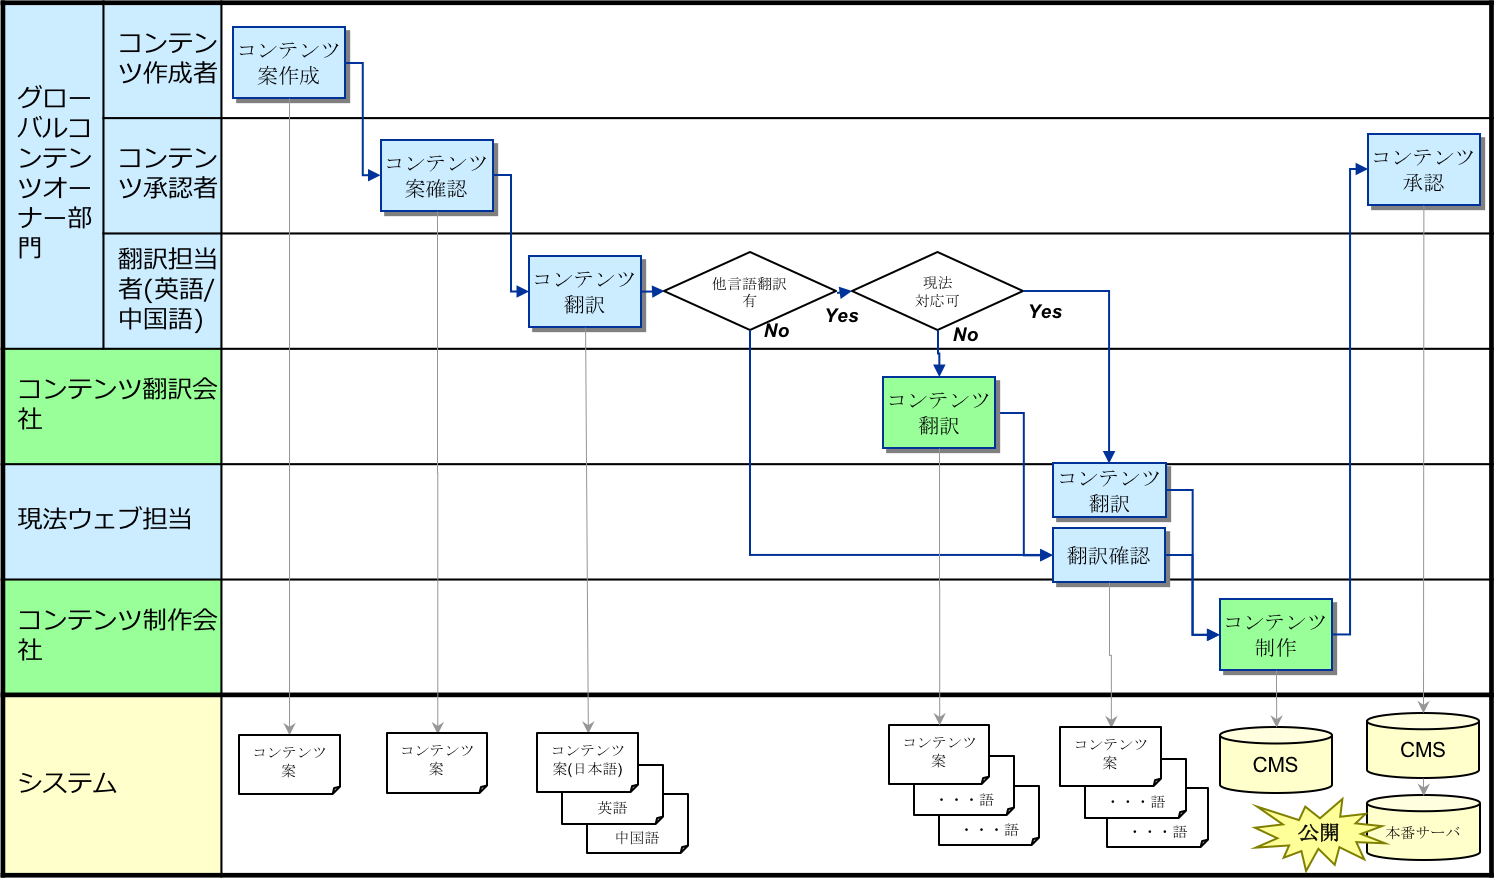 グロー
バルコ
ンテン
ツオー
ナー部
門
コンテン
ツ作成者
コンテンツ
案作成
コンテン
ツ承認者
コンテンツ
案確認
コンテンツ
承認
翻訳担当
者(英語/
中国語)
コンテンツ
翻訳
他言語翻訳
有
Yes
No
現法
対応可
Yes
No
コンテンツ翻訳会
社
コンテンツ
翻訳
現法ウェブ担当
コンテンツ
翻訳
翻訳確認
コンテンツ制作会
社
コンテンツ
制作
システム
コンテンツ
案
コンテンツ
案
コンテンツ
案(日本語)
英語
中国語
コンテンツ
案
・・・語
・・・語
コンテンツ
案
・・・語
・・・語
CMS
CMS
公開
本番サーバ